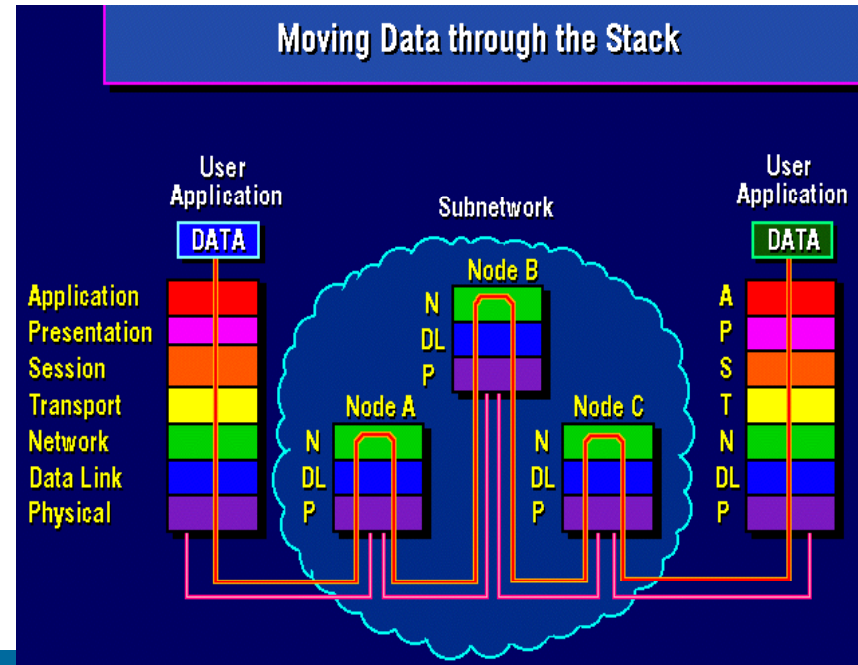 Moving Data through the Stack
User
Application
DATA
Application
Presentation
Session
Transport
Network
Data Link
Physical
Subnetwork
Node B
N
DL
P
Node A
N
DL
P
Node C
N
DL
P
User
Application
DATA
A
P
S
T
N
DL
P